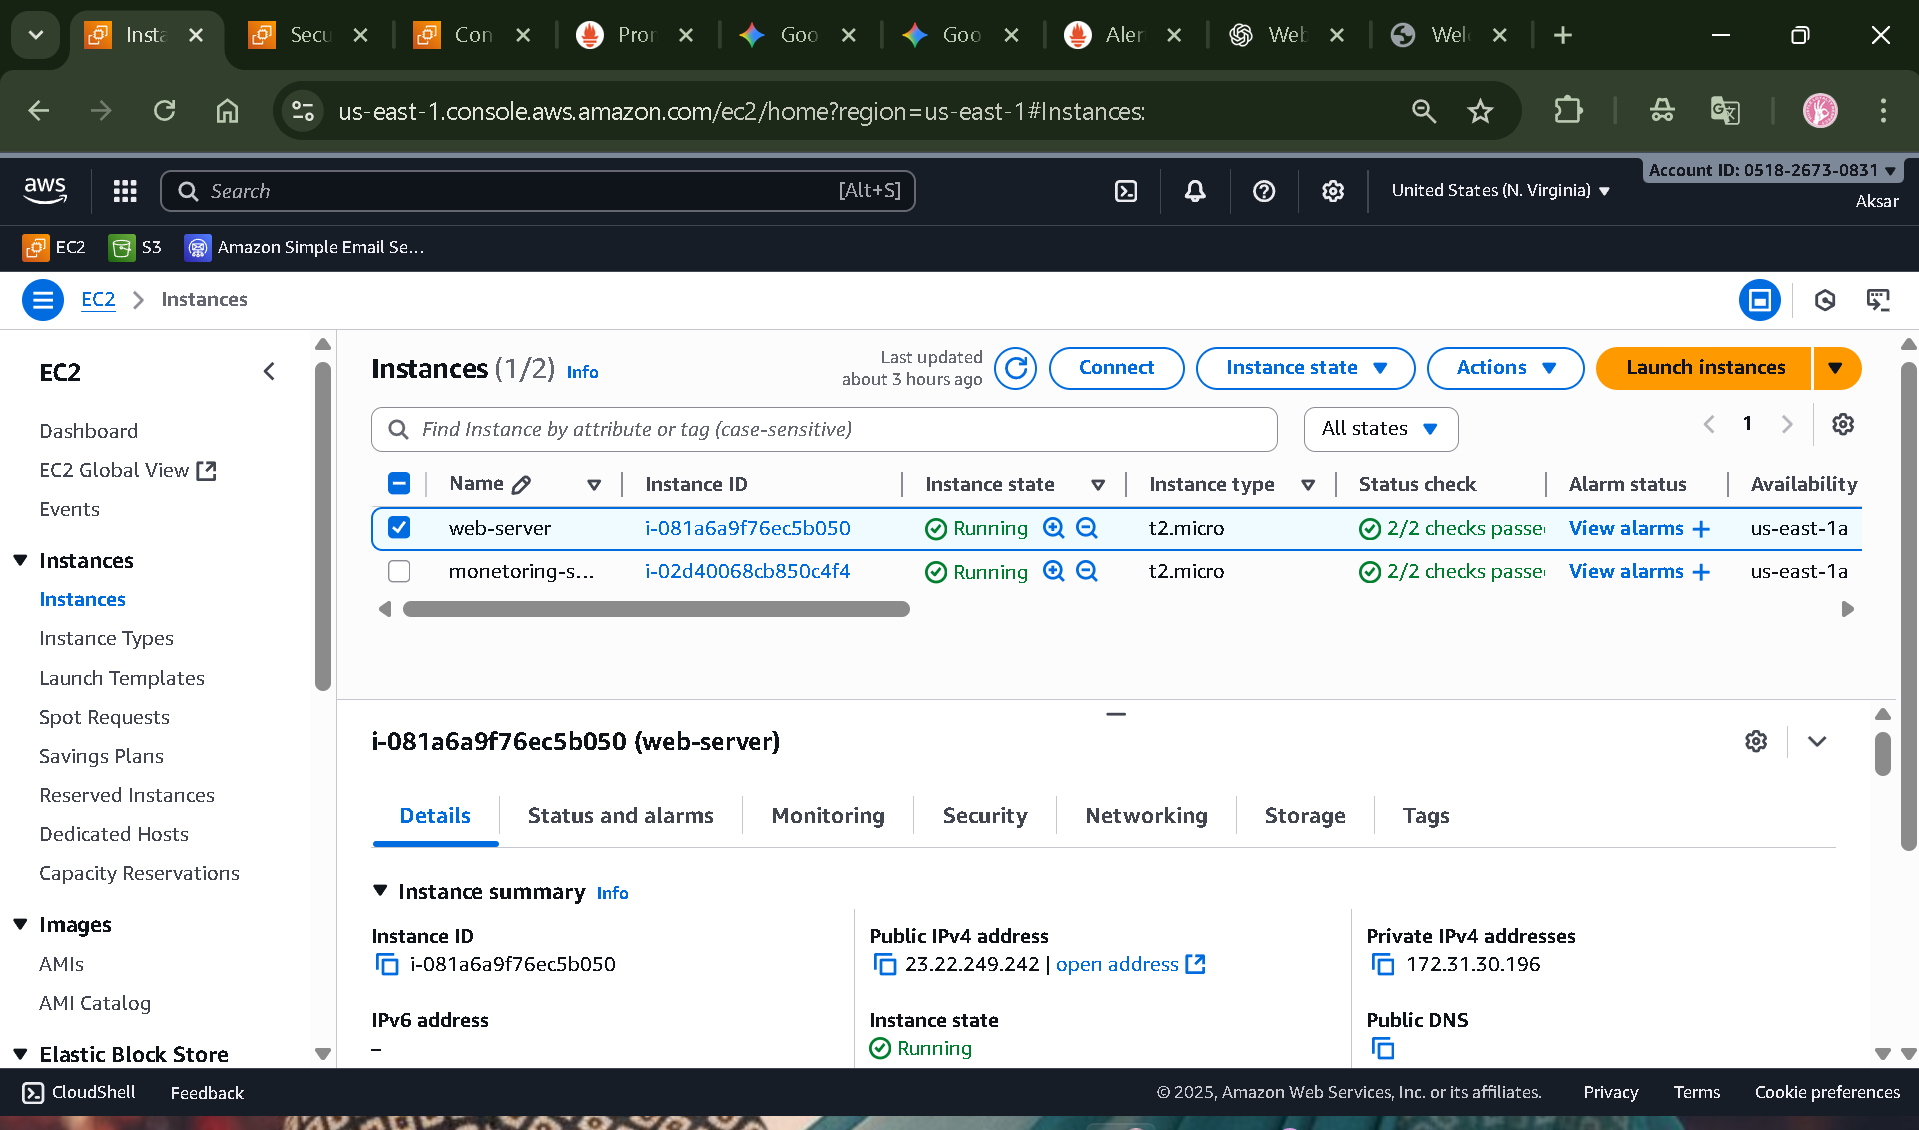 Insta
Secu
Con
Pror
Goo
Goo
Aler
Web
Wel
us-east-1.console.aws.amazon.com/ec2/home?region=us-east-1#Instances:
aws
Search
[Alt+S]
United States (N. Virginia)
Account ID: 0518-2673-0831
Aksar
EC2
S3
Amazon Simple Email Se...
EC2
Instances
EC2
Dashboard
EC2 Global View
Events
Instances
Instances
Instance Types
Launch Templates
Spot Requests
Savings Plans
Reserved Instances
Dedicated Hosts
Capacity Reservations
Images
AMIs
AMI Catalog
Elastic Block Store
Instances (1/2) Info
Last updated
about 3 hours ago
Connect
Instance state
Actions
Launch instances
Find Instance by attribute or tag (case-sensitive)
All states
1
Name Instance ID Instance state Instance type Status check Alarm status Availability
web-server i-081a6a9f76ec5b050 Running t2.micro 2/2 checks passe View alarms + us-east-1a
monetoring-s... i-02d40068cb850c4f4 Running t2.micro 2/2 checks passe View alarms + us-east-1a
i-081a6a9f76ec5b050 (web-server)
Details Status and alarms Monitoring Security Networking Storage Tags
Instance summary Info
Instance ID
i-081a6a9f76ec5b050
Public IPv4 address
23.22.249.242 | open address
Private IPv4 addresses
172.31.30.196
IPv6 address
–
Instance state
Running
Public DNS
CloudShell Feedback © 2025, Amazon Web Services, Inc. or its affiliates. Privacy Terms Cookie preferences